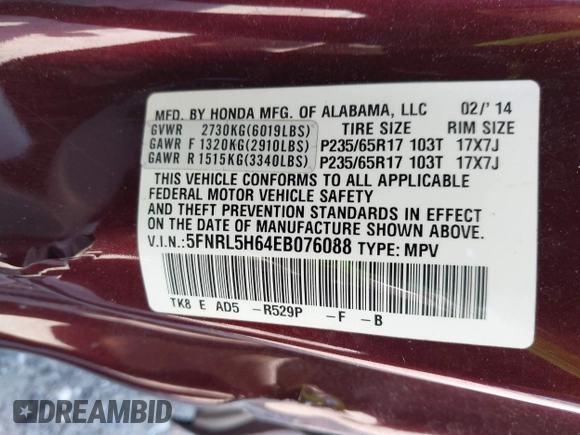 MFD. BY HONDA MFG. OF ALABAMA, LLC 02/' 14
GVWR 2730KG(6019LBS) TIRE SIZE RIM SIZE
GAWR F 1320KG(2910LBS) P235/65R17 103T 17X7J
GAWR R 1515KG(3340LBS) P235/65R17 103T 17X7J
THIS VEHICLE CONFORMS TO ALL APPLICABLE
FEDERAL MOTOR VEHICLE SAFETY
AND THEFT PREVENTION STANDARDS IN EFFECT
ON THE DATE OF MANUFACTURE SHOWN ABOVE.
V.I.N.:5FNRL5H64EB076088 TYPE: MPV
TK8 E AD5 -R529P -F -B
DREAMBID